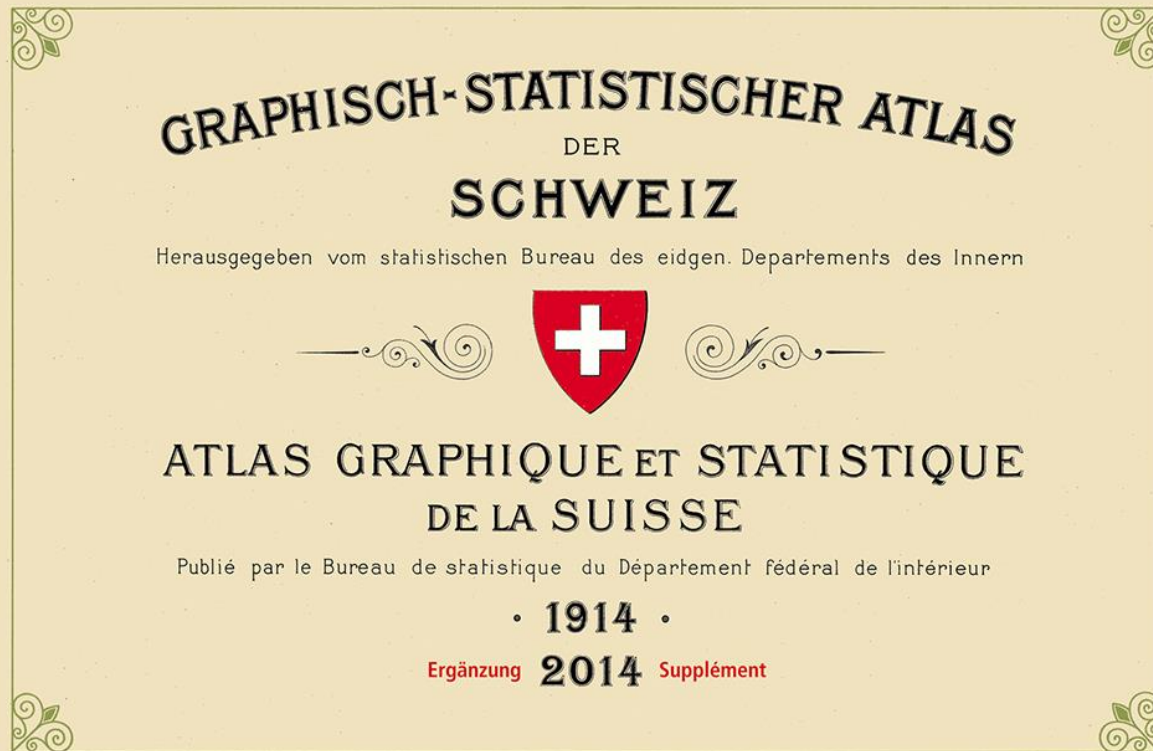 GRAPHISCH-STATISTISCHER ATLAS
DER
SCHWEIZ
Herausgegeben vom statistischen Bureau des eidgen. Departements des Innern
ATLAS GRAPHIQUE ET STATISTIQUE
DE LA SUISSE
Publié par le Bureau de statistique du Département fédéral de l'intérieur
• 1914 •
Ergänzung 2014 Supplément